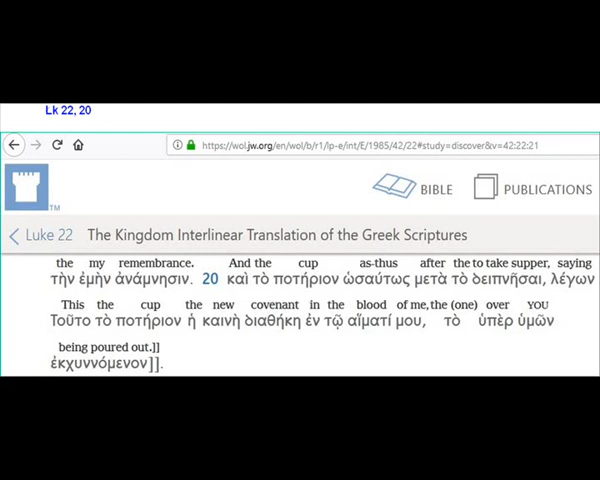 Lk 22, 20
https://wol.jw.org/en/wol/b/r1/lp-e/int/E/1985/42/22#study=discover&v=42:22:21
TM
BIBLE
PUBLICATIONS
Luke 22 The Kingdom Interlinear Translation of the Greek Scriptures
the my remembrance. And the cup as-thus after the to take supper, saying
τὴν ἐμὴν ἀνάμνησιν. 20 καὶ τὸ ποτήριον ὡσαύτως μετὰ τὸ δειπνῆσαι, λέγων
This the cup the new covenant in the blood of me, the (one) over YOU
Τοῦτο τὸ ποτήριον ἡ καινὴ διαθήκη ἐν τῷ αἵματί μου, τὸ ὑπὲρ ὑμῶν
being poured out.]]
ἐκχυννόμενον]].